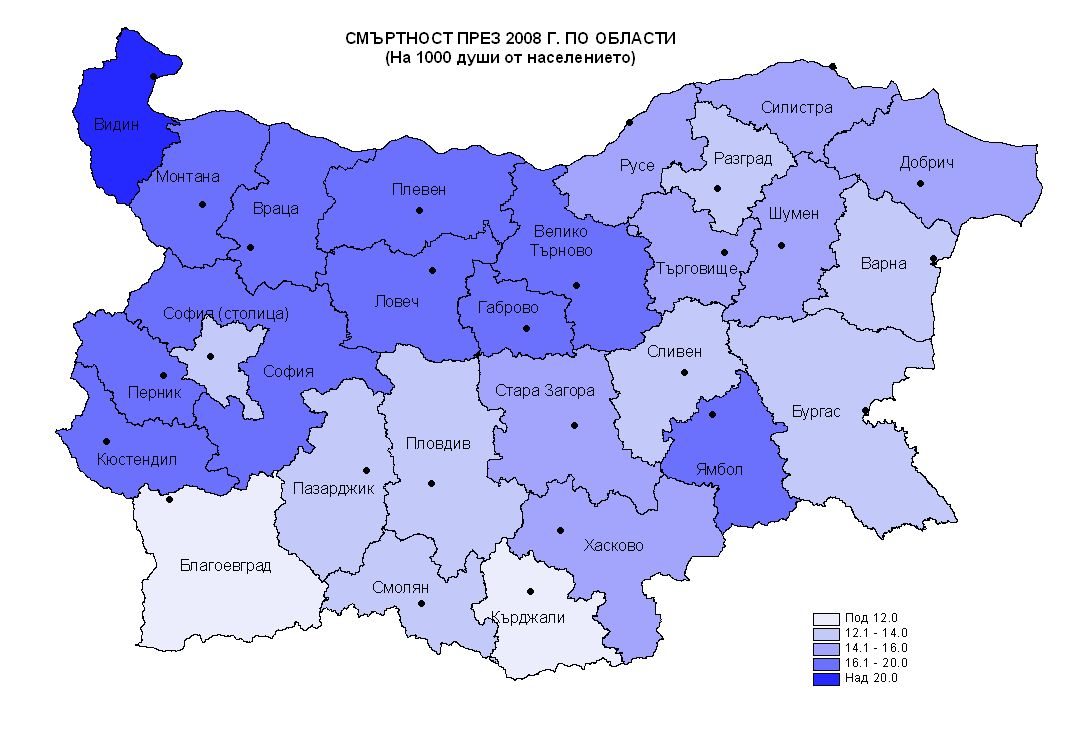 СМЪРТНОСТ ПРЕЗ 2008 Г. ПО ОБЛАСТИ
(На 1000 души от населението)
Видин
Монтана
Враца
Плевен
Велико
Търново
Русе
Разград
Силистра
Добрич
Шумен
Търговище
Варна
Ловеч
Габрово
София (столица)
София
Перник
Кюстендил
Сливен
Стара Загора
Бургас
Пловдив
Пазарджик
Ямбол
Хасково
Благоевград
Смолян
Кърджали
Под 12.0
12.1 - 14.0
14.1 - 16.0
16.1 - 20.0
Над 20.0